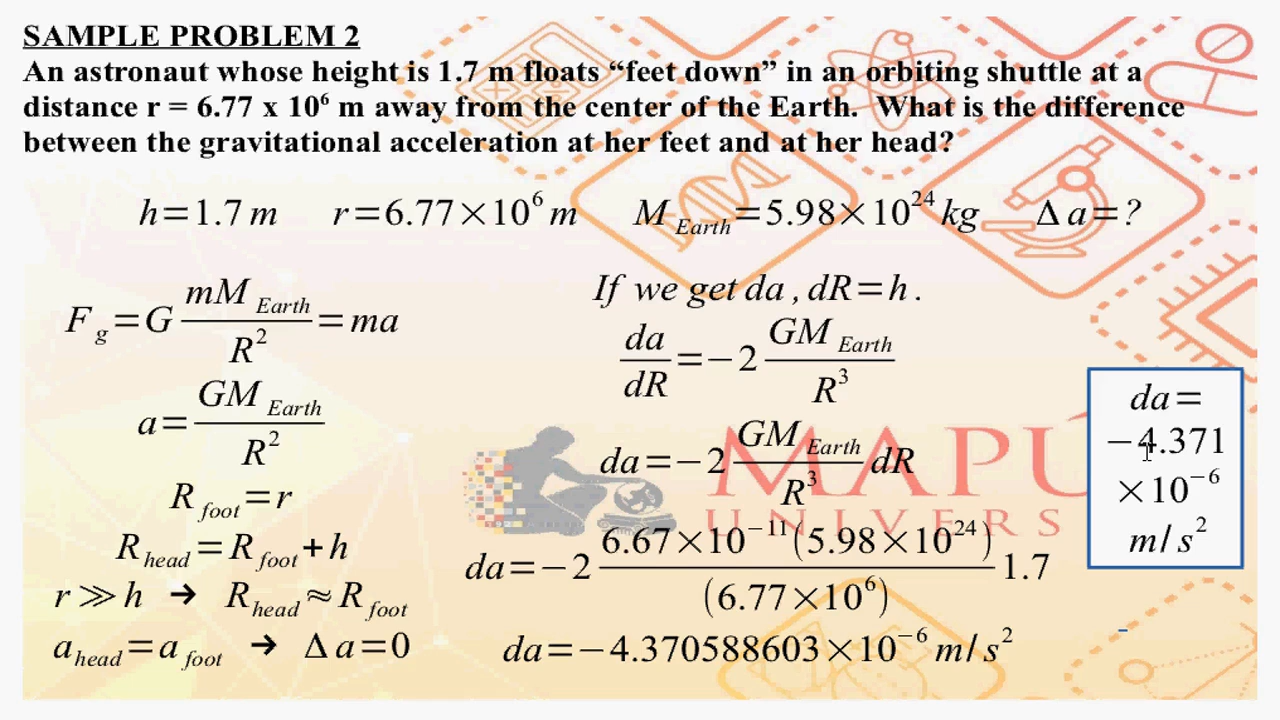 SAMPLE PROBLEM 2
An astronaut whose height is 1.7 m floats “feet down” in an orbiting shuttle at a
distance r = 6.77 x 10⁶ m away from the center of the Earth. What is the difference
between the gravitational acceleration at her feet and at her head?
h=1.7 m r=6.77×10⁶ m M_Earth=5.98×10²⁴ kg Δa=?
F_g=G mM_Earth/R²=ma
a=GM_Earth/R²
R_foot=r
R_head=R_foot+h
r≫h → R_head≈R_foot
a_head=a_foot → Δa=0
If we get da, dR=h.
da/dR=−2 GM_Earth/R³
da=−2 GM_Earth/R³ dR
da=−2 6.67×10⁻¹¹(5.98×10²⁴)/(6.77×10⁶) 1.7
da=−4.370588603×10⁻⁶ m/s²
da=
−4.371
×10⁻⁶
m/s²
MAPÚ
UNIVERS